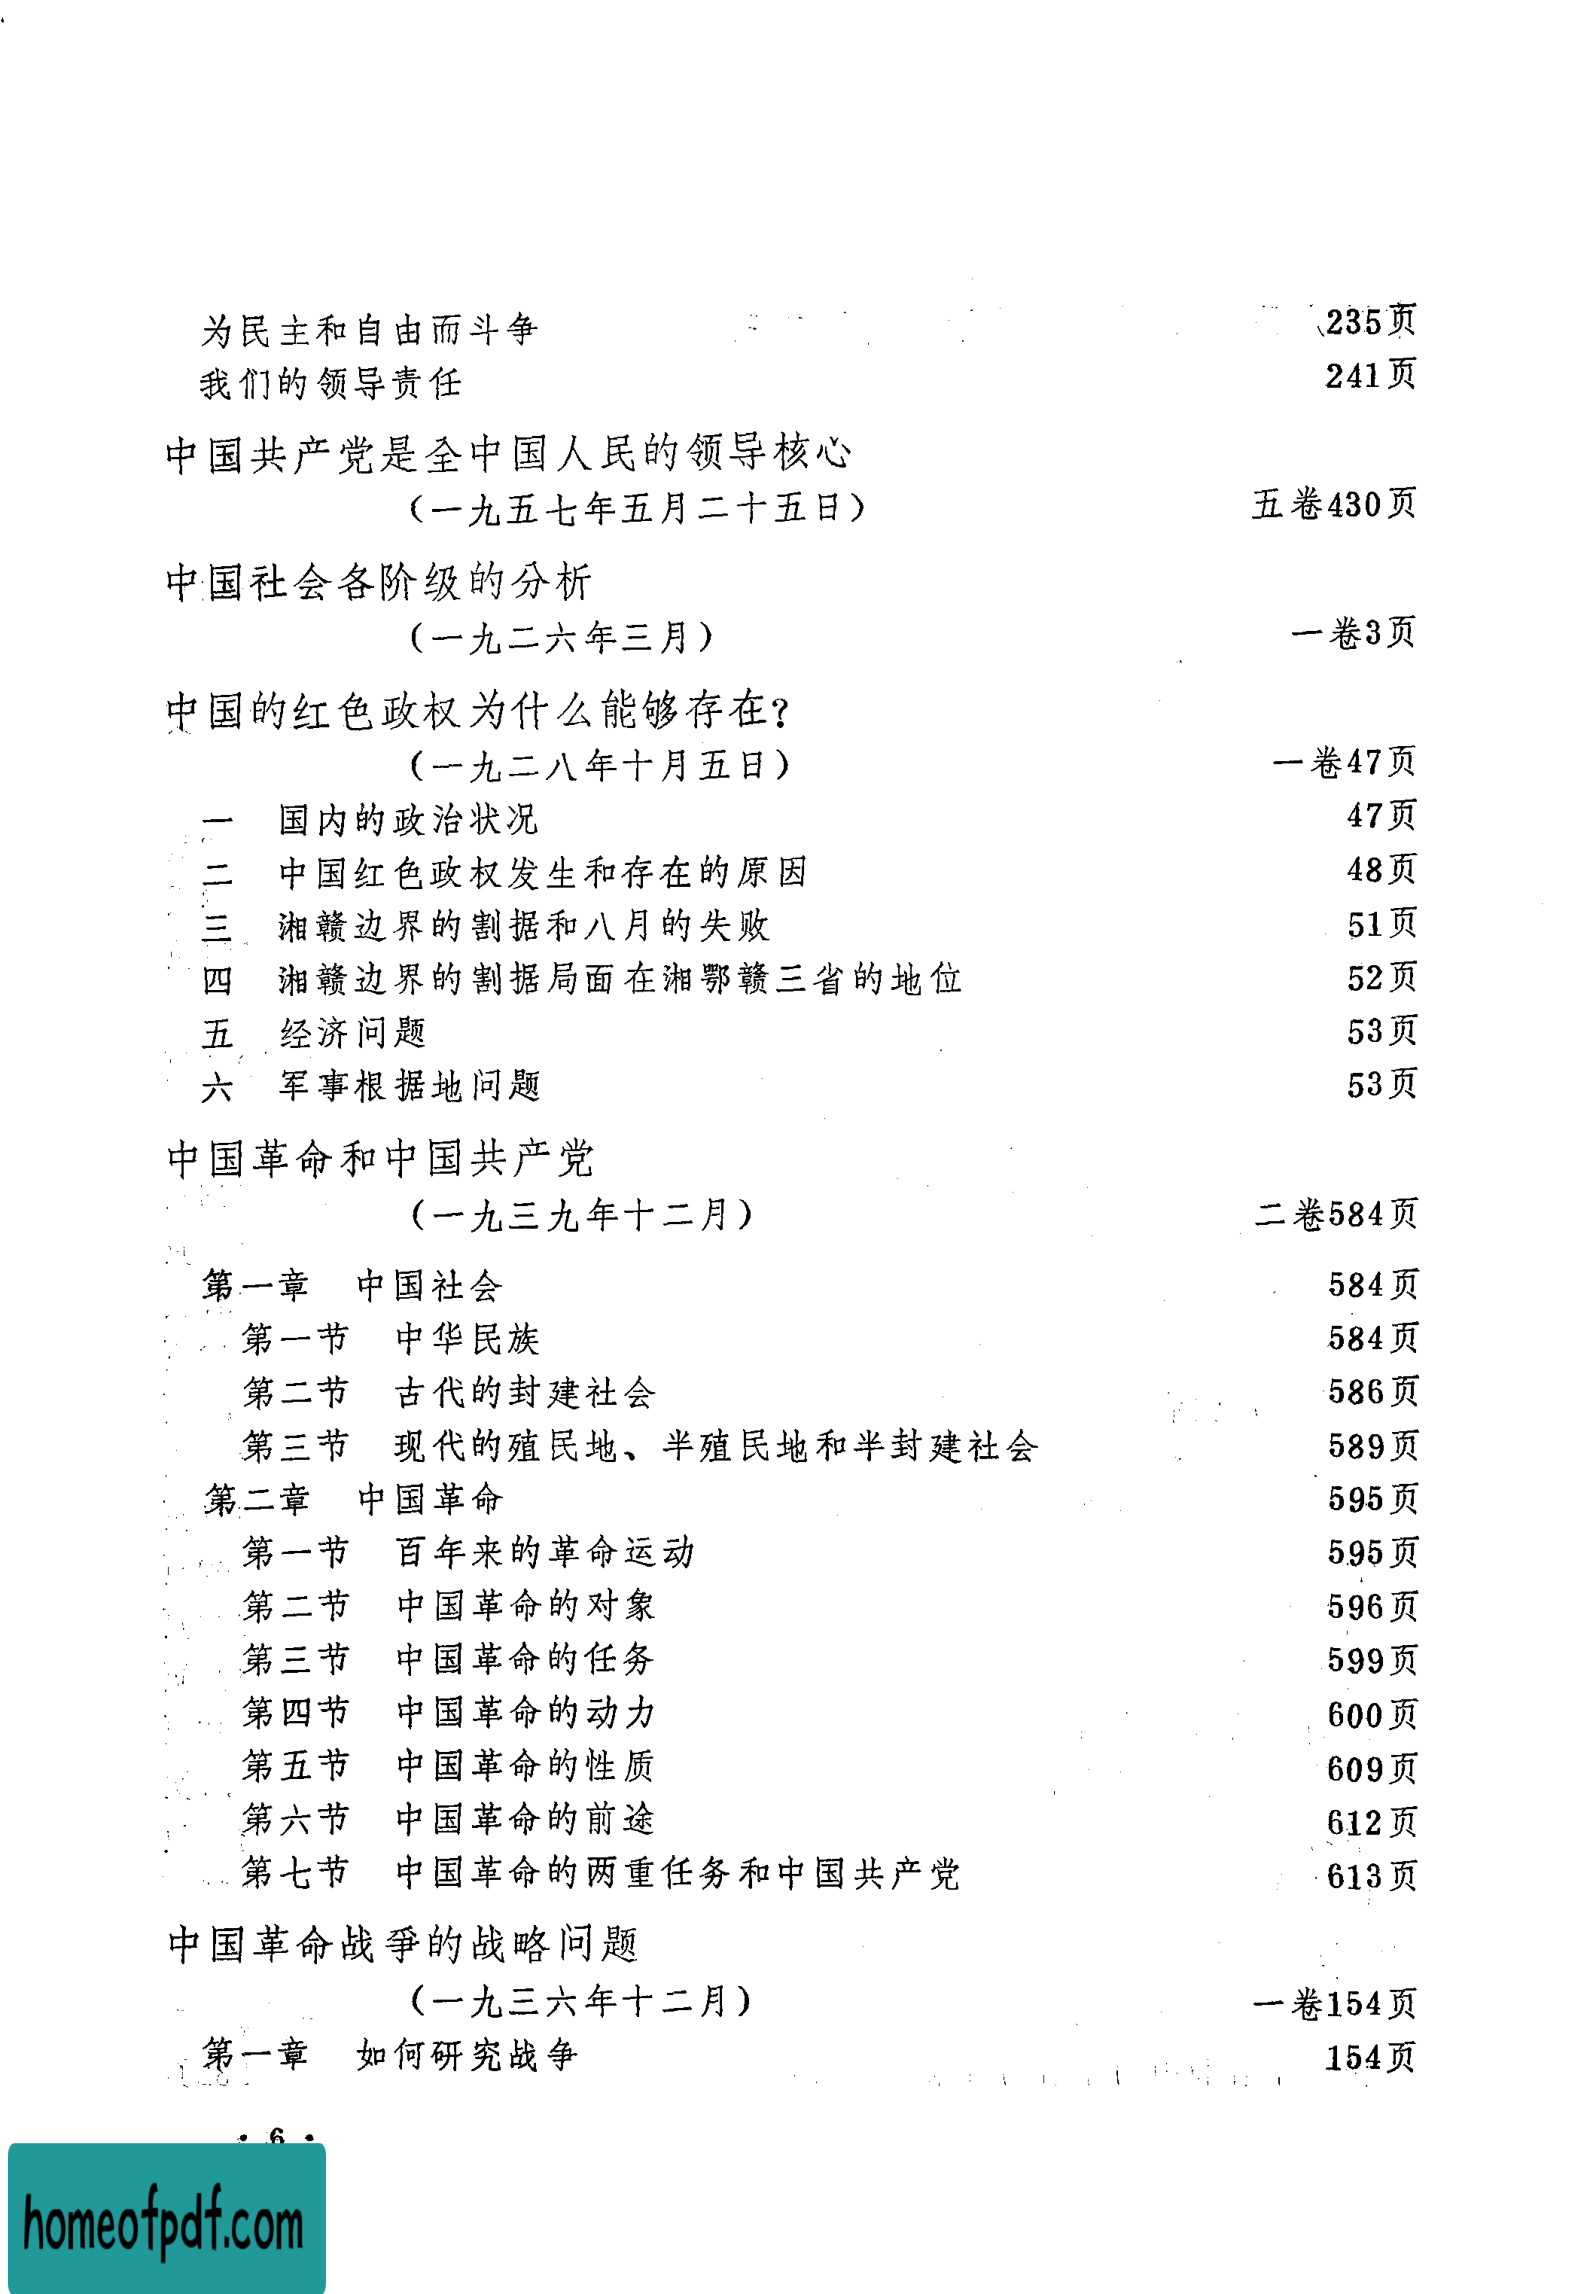 为民主和自由而斗争 235页
我们的领导责任 241页
中国共产党是全中国人民的领导核心
（一九五七年五月二十五日） 五卷430页
中国社会各阶级的分析
（一九二六年三月） 一卷3页
中国的红色政权为什么能够存在？
（一九二八年十月五日） 一卷47页
一 国内的政治状况 47页
二 中国红色政权发生和存在的原因 48页
三 湘赣边界的割据和八月的失败 51页
四 湘赣边界的割据局面在湘鄂赣三省的地位 52页
五 经济问题 53页
六 军事根据地问题 53页
中国革命和中国共产党
（一九三九年十二月） 二卷584页
第一章 中国社会 584页
第一节 中华民族 584页
第二节 古代的封建社会 586页
第三节 现代的殖民地、半殖民地和半封建社会 589页
第二章 中国革命 595页
第一节 百年来的革命运动 595页
第二节 中国革命的对象 596页
第三节 中国革命的任务 599页
第四节 中国革命的动力 600页
第五节 中国革命的性质 609页
第六节 中国革命的前途 612页
第七节 中国革命的两重任务和中国共产党 613页
中国革命战爭的战略问题
（一九三六年十二月） 一卷154页
第一章 如何研究战争 154页
· 6 ·
homeofpdf.com